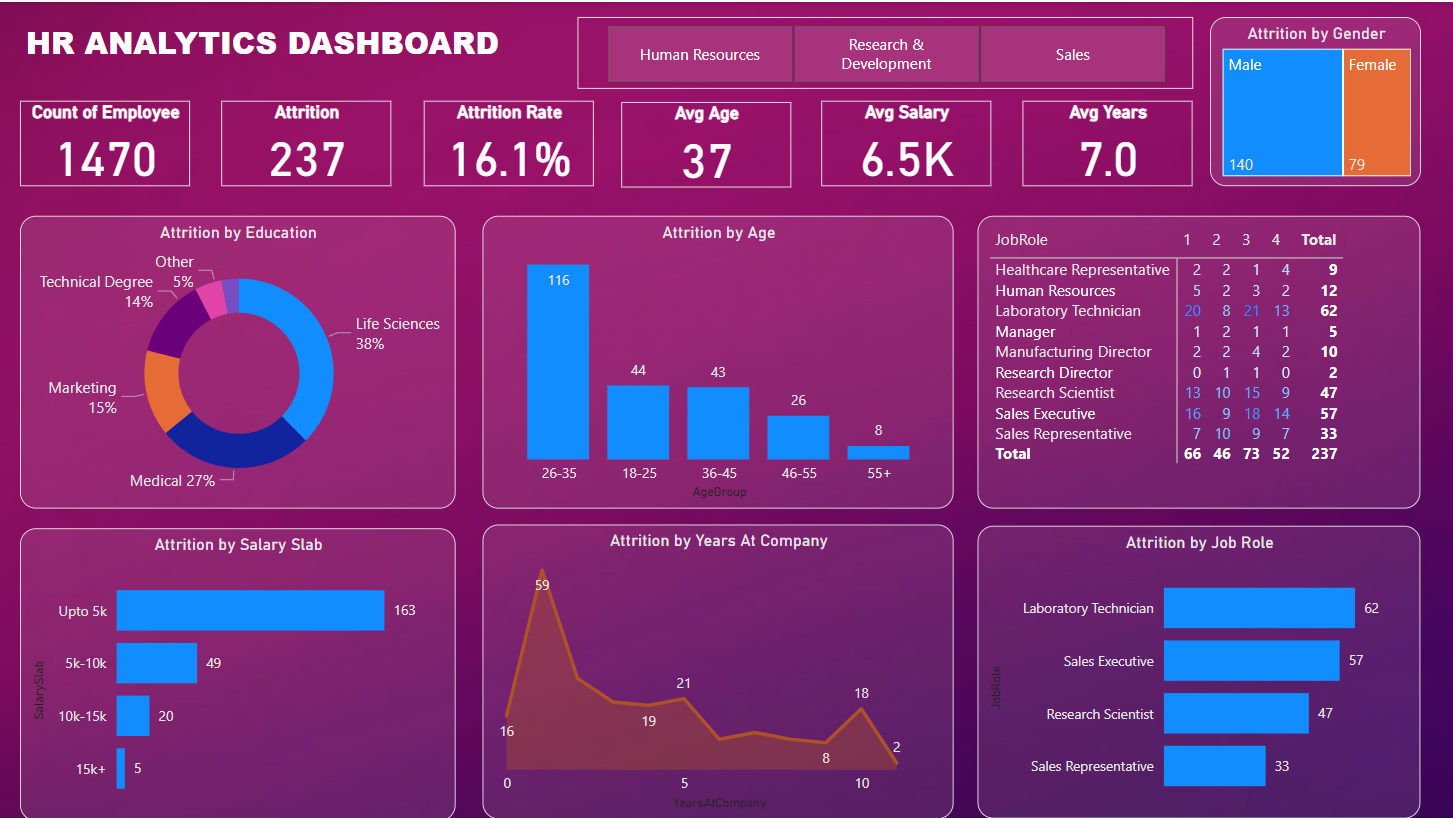 HR ANALYTICS DASHBOARD
Human Resources
Research &
Development
Sales
Attrition by Gender
Male
Female
140
79
Count of Employee
1470
Attrition
237
Attrition Rate
16.1%
Avg Age
37
Avg Salary
6.5K
Avg Years
7.0
Attrition by Education
Other
5%
Technical Degree
14%
Life Sciences
38%
Marketing
15%
Medical 27%
Attrition by Age
116
44
43
26
8
26-35 18-25 36-45 46-55 55+
AgeGroup
JobRole 1 2 3 4 Total
Healthcare Representative 2 2 1 4 9
Human Resources 5 2 3 2 12
Laboratory Technician 20 8 21 13 62
Manager 1 2 1 1 5
Manufacturing Director 2 2 4 2 10
Research Director 0 1 1 0 2
Research Scientist 13 10 15 9 47
Sales Executive 16 9 18 14 57
Sales Representative 7 10 9 7 33
Total 66 46 73 52 237
Attrition by Salary Slab
SalarySlab
Upto 5k 163
5k-10k 49
10k-15k 20
15k+ 5
Attrition by Years At Company
59
16
19
21
8
18
2
0 5 10
YearsAtCompany
Attrition by Job Role
JobRole
Laboratory Technician 62
Sales Executive 57
Research Scientist 47
Sales Representative 33